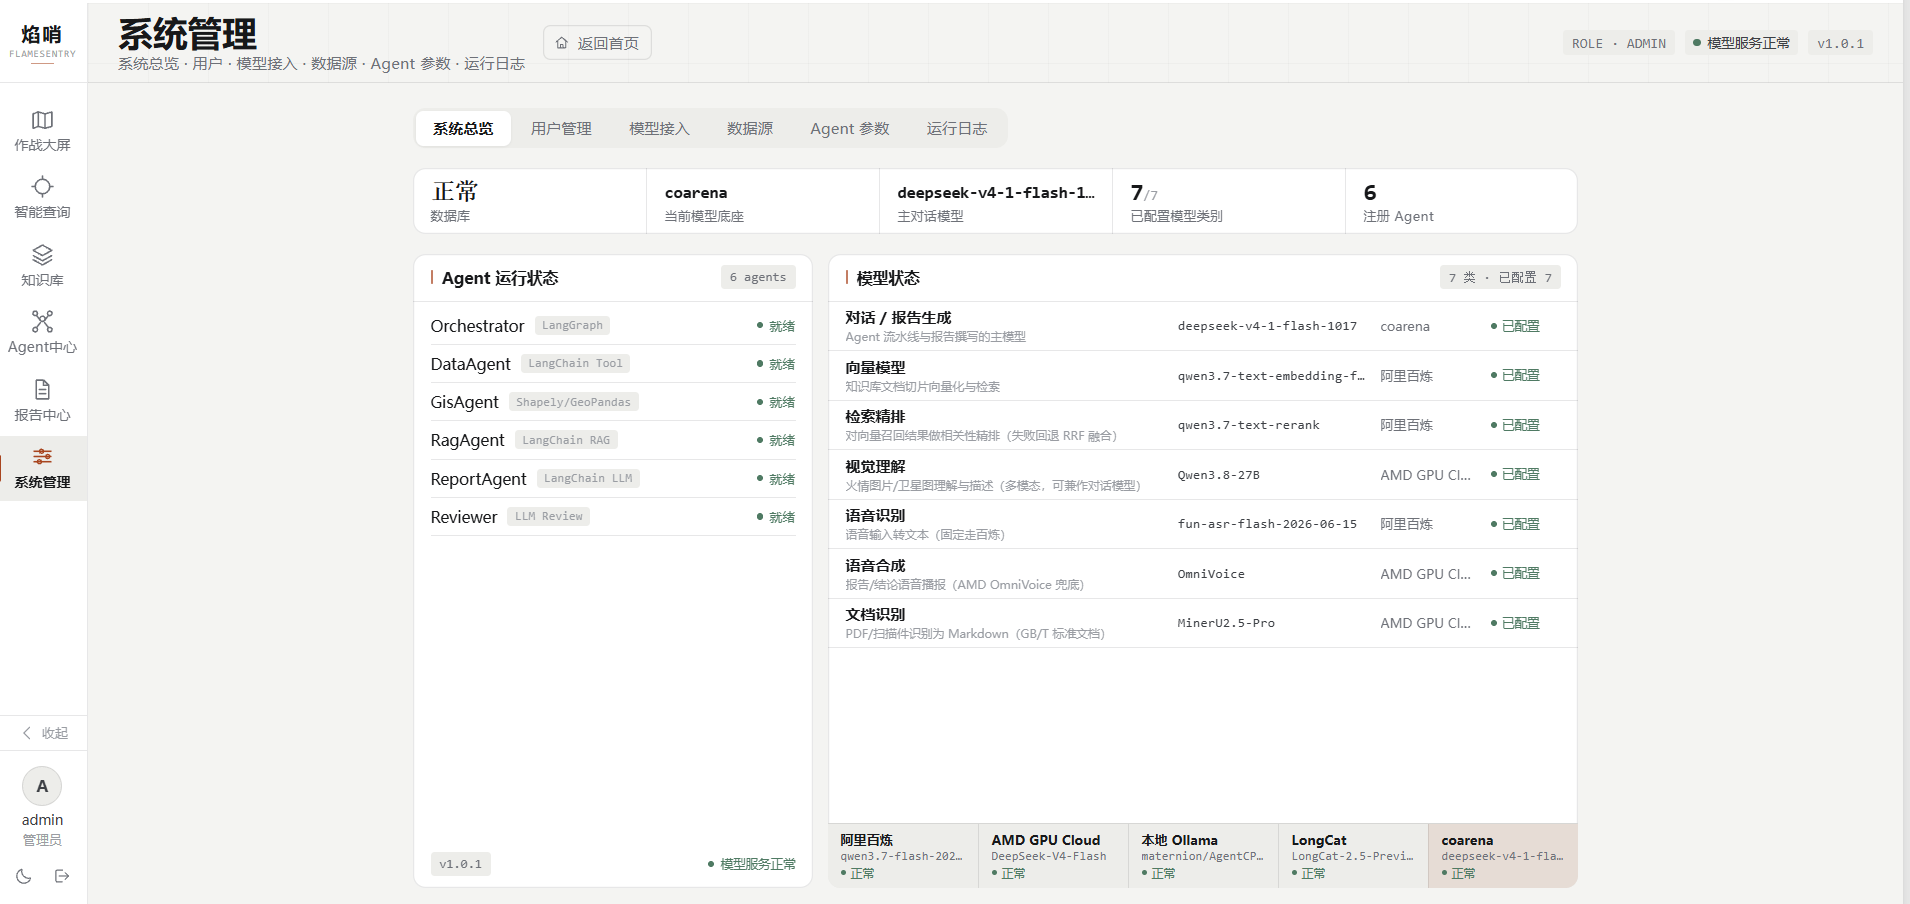 焰哨
FLAMESENTRY
作战大屏
智能查询
知识库
Agent中心
报告中心
系统管理
收起
A
admin
管理员
系统管理
系统总览 · 用户 · 模型接入 · 数据源 · Agent 参数 · 运行日志
返回首页
ROLE · ADMIN
模型服务正常
v1.0.1
系统总览
用户管理
模型接入
数据源
Agent 参数
运行日志
正常
数据库
coarena
当前模型底座
deepseek-v4-1-flash-1…
主对话模型
7/7
已配置模型类别
6
注册 Agent
Agent 运行状态
6 agents
Orchestrator LangGraph 就绪
DataAgent LangChain Tool 就绪
GisAgent Shapely/GeoPandas 就绪
RagAgent LangChain RAG 就绪
ReportAgent LangChain LLM 就绪
Reviewer LLM Review 就绪
v1.0.1
模型服务正常
模型状态
7 类 · 已配置 7
对话 / 报告生成
Agent 流水线与报告撰写的主模型
deepseek-v4-1-flash-1017 coarena 已配置
向量模型
知识库文档切片向量化与检索
qwen3.7-text-embedding-f… 阿里百炼 已配置
检索精排
对向量召回结果做相关性精排（失败回退 RRF 融合）
qwen3.7-text-rerank 阿里百炼 已配置
视觉理解
火情图片/卫星图理解与描述（多模态，可兼作对话模型）
Qwen3.8-27B AMD GPU Cl… 已配置
语音识别
语音输入转文本（固定走百炼）
fun-asr-flash-2026-06-15 阿里百炼 已配置
语音合成
报告/结论语音播报（AMD OmniVoice 兜底）
OmniVoice AMD GPU Cl… 已配置
文档识别
PDF/扫描件识别为 Markdown（GB/T 标准文档）
MinerU2.5-Pro AMD GPU Cl… 已配置
阿里百炼
qwen3.7-flash-202…
正常
AMD GPU Cloud
DeepSeek-V4-Flash
正常
本地 Ollama
maternion/AgentCP…
正常
LongCat
LongCat-2.5-Previ…
正常
coarena
deepseek-v4-1-fla…
正常